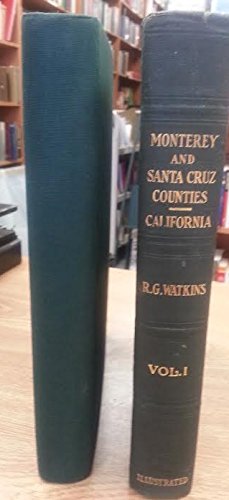 MONTEREY
AND
SANTA CRUZ
COUNTIES
CALIFORNIA
R.G. WATKINS
VOL. I
ILLUSTRATED